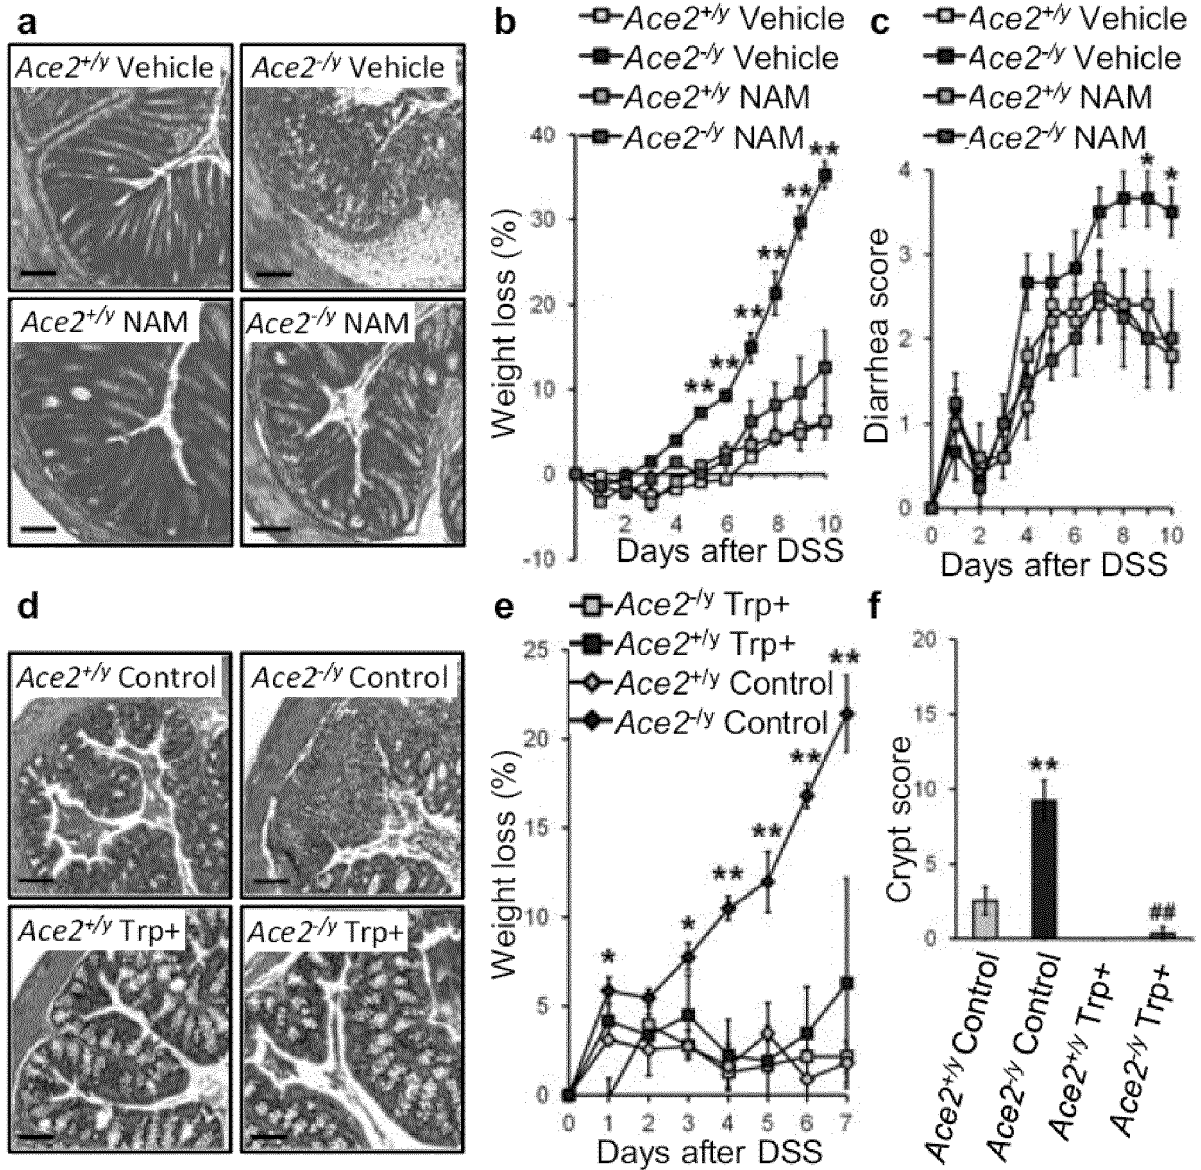 a
Ace2+/y Vehicle
Ace2-/y Vehicle
Ace2+/y NAM
Ace2-/y NAM
b
Ace2+/y Vehicle
Ace2-/y Vehicle
Ace2+/y NAM
Ace2-/y NAM
Weight loss (%)
40
30
20
10
0
-10
2 4 6 8 10
** ** ** ** ** **
Days after DSS
c
Ace2+/y Vehicle
Ace2-/y Vehicle
Ace2+/y NAM
Ace2-/y NAM
Diarrhea score
4
3
2
1
0
* *
0 2 4 6 8 10
Days after DSS
d
Ace2+/y Control
Ace2-/y Control
Ace2+/y Trp+
Ace2-/y Trp+
e
Ace2-/y Trp+
Ace2+/y Trp+
Ace2+/y Control
Ace2-/y Control
Weight loss (%)
25
20
15
10
5
0
* * ** ** ** **
0 1 2 3 4 5 6 7
Days after DSS
f
Crypt score
20
15
10
5
0
**
##
Ace2+/y Control
Ace2-/y Control
Ace2+/y Trp+
Ace2-/y Trp+